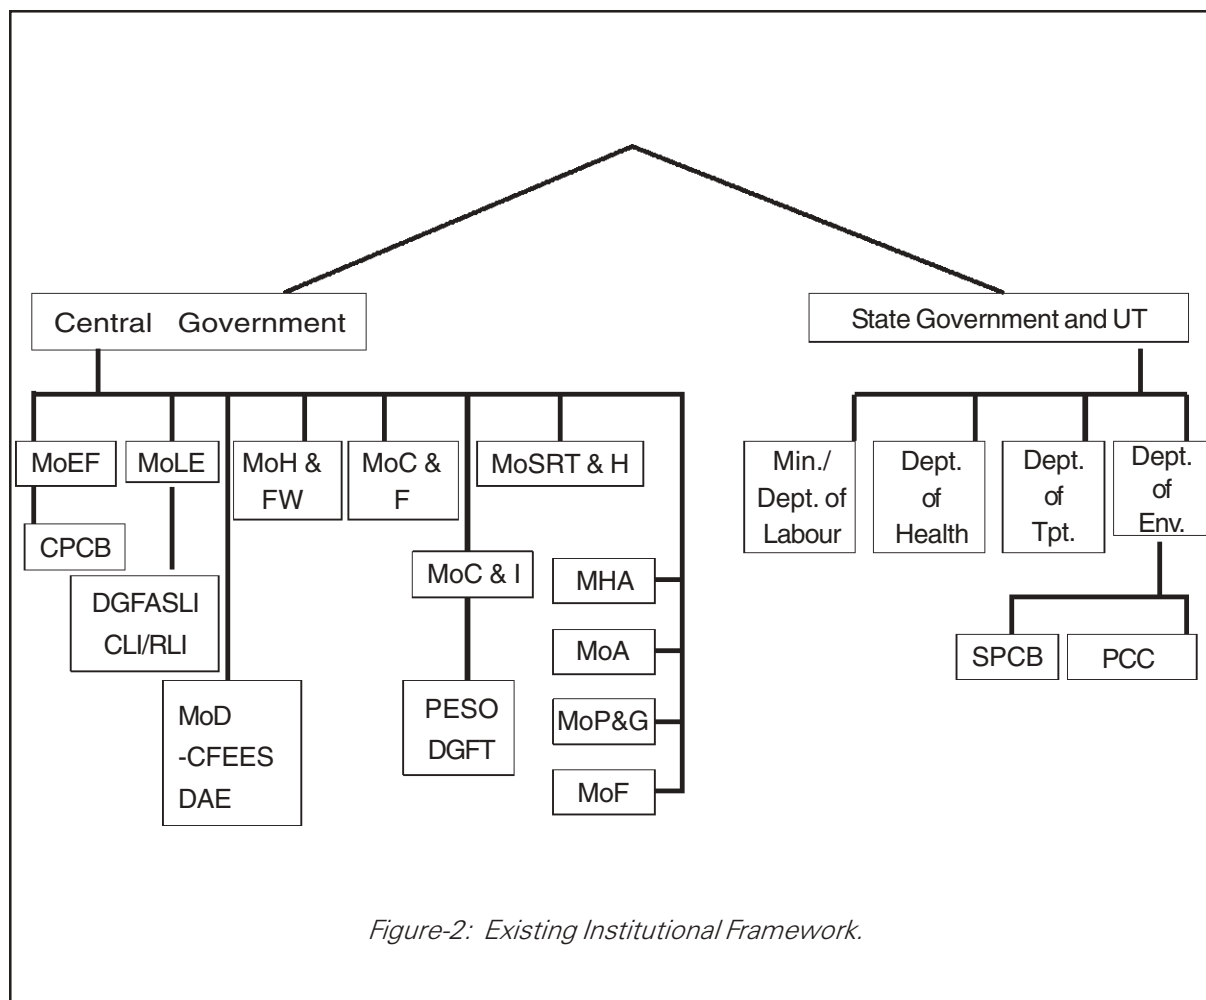 Central Government
State Government and UT
MoEF
MoLE
MoH &
FW
MoC &
F
MoSRT & H
CPCB
DGFASLI
CLI/RLI
MoD
-CFEES
DAE
MoC & I
PESO
DGFT
MHA
MoA
MoP&G
MoF
Min./
Dept. of
Labour
Dept.
of
Health
Dept.
of
Tpt.
Dept.
of
Env.
SPCB
PCC
Figure-2: Existing Institutional Framework.